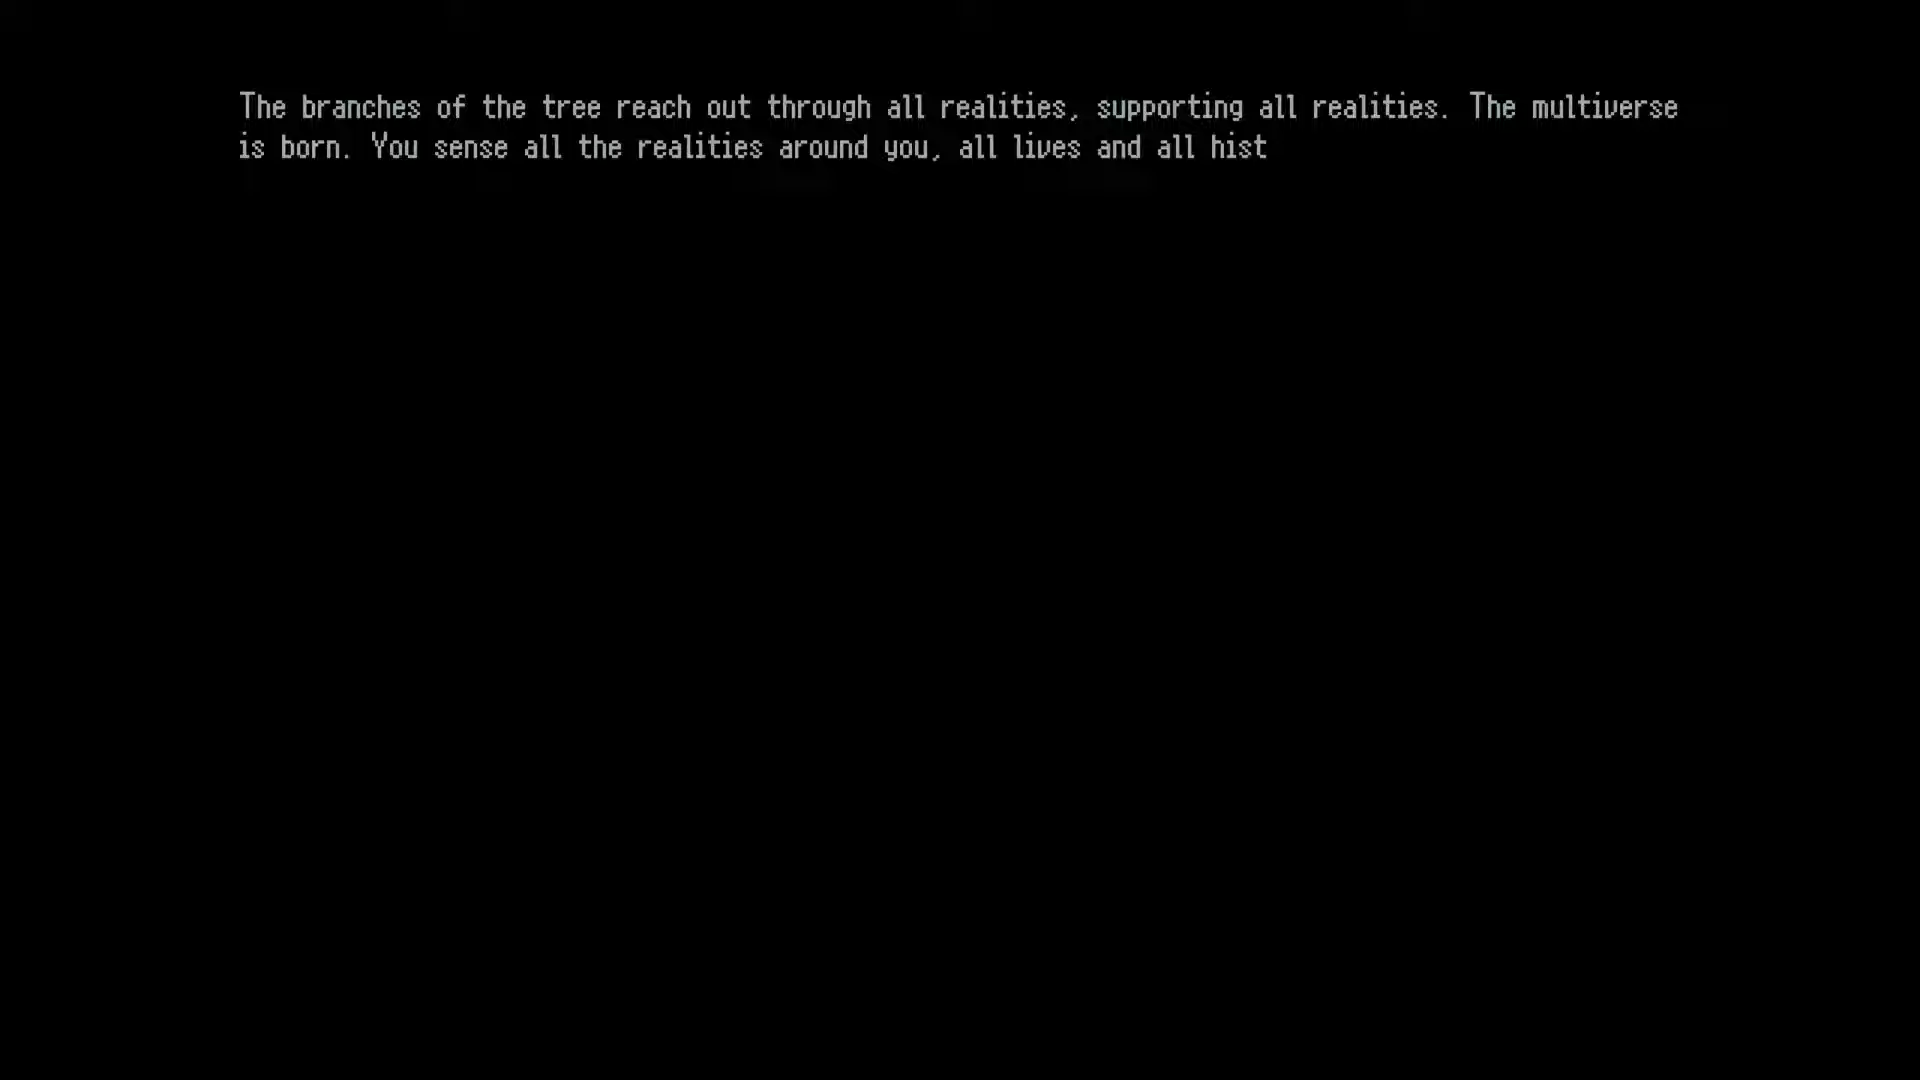 The branches of the tree reach out through all realities, supporting all realities. The multiverse
is born. You sense all the realities around you, all lives and all hist